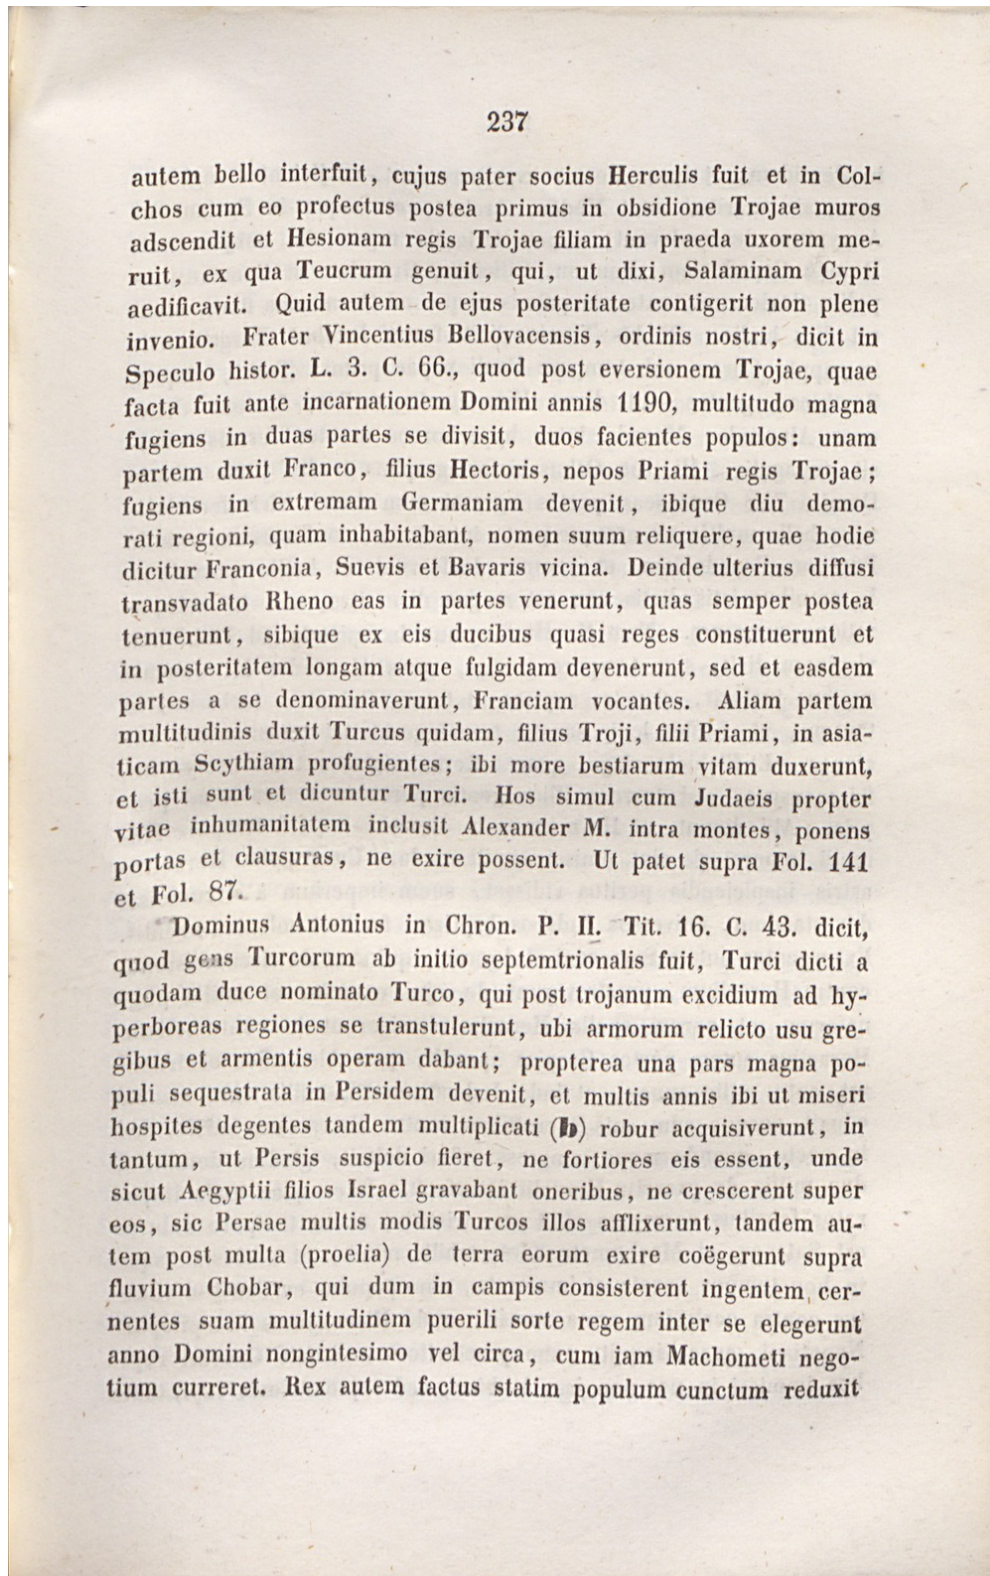 237
autem bello interfuit, cujus pater socius Herculis fuit et in Col-
chos cum eo profectus postea primus in obsidione Trojae muros
adscendit et Hesionam regis Trojae filiam in praeda uxorem me-
ruit, ex qua Teucrum genuit, qui, ut dixi, Salaminam Cypri
aedificavit. Quid autem de ejus posteritate contigerit non plene
invenio. Frater Vincentius Bellovacensis, ordinis nostri, dicit in
Speculo histor. L. 3. C. 66., quod post eversionem Trojae, quae
facta fuit ante incarnationem Domini annis 1190, multitudo magna
fugiens in duas partes se divisit, duos facientes populos: unam
partem duxit Franco, filius Hectoris, nepos Priami regis Trojae;
fugiens in extremam Germaniam devenit, ibique diu demo-
rati regioni, quam inhabitabant, nomen suum reliquere, quae hodie
dicitur Franconia, Suevis et Bavaris vicina. Deinde ulterius diffusi
transvadato Rheno eas in partes venerunt, quas semper postea
tenuerunt, sibique ex eis ducibus quasi reges constituerunt et
in posteritatem longam atque fulgidam devenerunt, sed et easdem
partes a se denominaverunt, Franciam vocantes. Aliam partem
multitudinis duxit Turcus quidam, filius Troji, filii Priami, in asia-
ticam Scythiam profugientes; ibi more bestiarum vitam duxerunt,
et isti sunt et dicuntur Turci. Hos simul cum Judaeis propter
vitae inhumanitatem inclusit Alexander M. intra montes, ponens
portas et clausuras, ne exire possent. Ut patet supra Fol. 141
et Fol. 87.
Dominus Antonius in Chron. P. II. Tit. 16. C. 43. dicit,
quod gens Turcorum ab initio septemtrionalis fuit, Turci dicti a
quodam duce nominato Turco, qui post trojanum excidium ad hy-
perboreas regiones se transtulerunt, ubi armorum relicto usu gre-
gibus et armentis operam dabant; propterea una pars magna po-
puli sequestrata in Persidem devenit, et multis annis ibi ut miseri
hospites degentes tandem multiplicati (b) robur acquisiverunt, in
tantum, ut Persis suspicio fieret, ne fortiores eis essent, unde
sicut Aegyptii filios Israel gravabant oneribus, ne crescerent super
eos, sic Persae multis modis Turcos illos afflixerunt, tandem au-
tem post multa (proelia) de terra eorum exire coëgerunt supra
fluvium Chobar, qui dum in campis consisterent ingentem cer-
nentes suam multitudinem puerili sorte regem inter se elegerunt
anno Domini nongintesimo vel circa, cum iam Machometi nego-
tium curreret. Rex autem factus statim populum cunctum reduxit